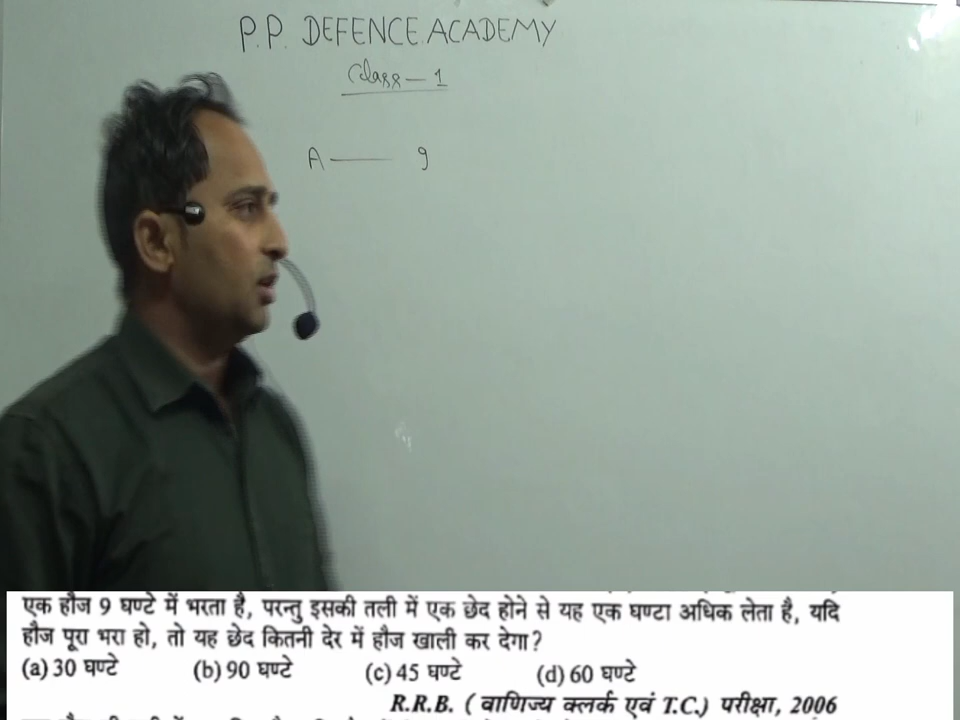 P.P. DEFENCE ACADEMY
Class - 1
A —— 9
एक हौज 9 घण्टे में भरता है, परन्तु इसकी तली में एक छेद होने से यह एक घण्टा अधिक लेता है, यदि
हौज पूरा भरा हो, तो यह छेद कितनी देर में हौज खाली कर देगा?
(a) 30 घण्टे (b) 90 घण्टे (c) 45 घण्टे (d) 60 घण्टे
R.R.B. ( वाणिज्य क्लर्क एवं T.C.) परीक्षा, 2006